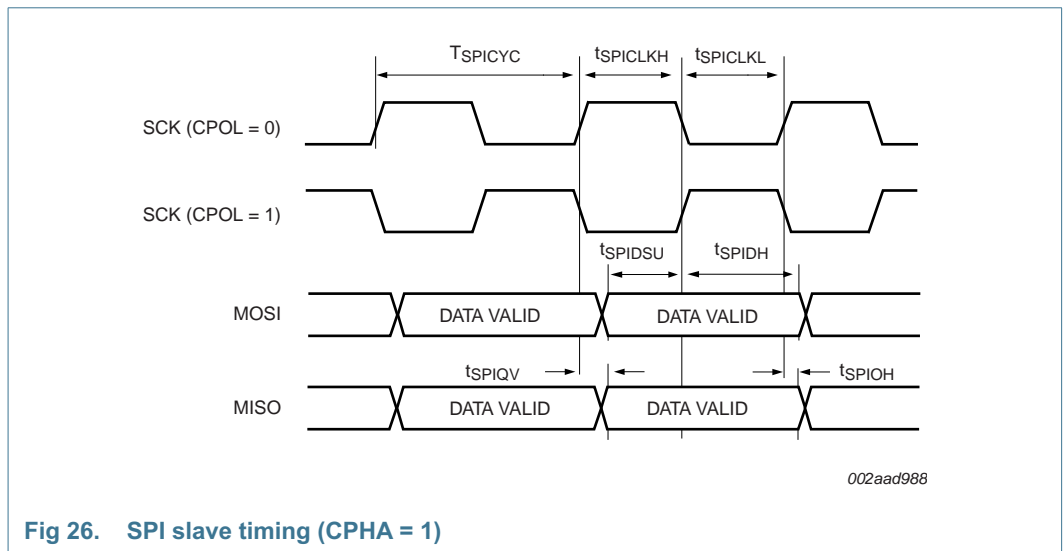 TSPICYC tSPICLKH tSPICLKL
SCK (CPOL = 0)
SCK (CPOL = 1)
tSPIDSU tSPIDH
MOSI DATA VALID DATA VALID
tSPIQV tSPIOH
MISO DATA VALID DATA VALID
002aad988
Fig 26. SPI slave timing (CPHA = 1)